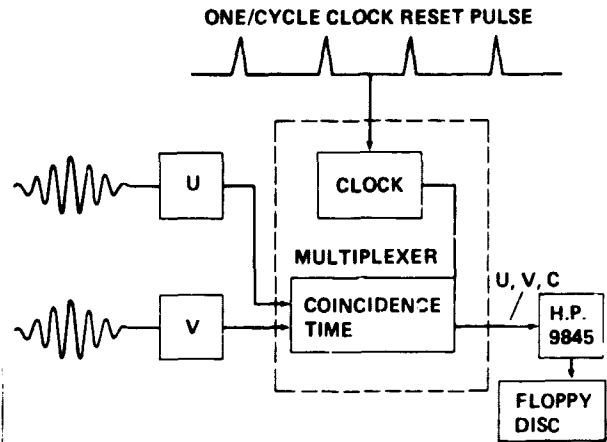 ONE/CYCLE CLOCK RESET PULSE
U
CLOCK
MULTIPLEXER
V
COINCIDENCE
TIME
U, V, C
H.P.
9845
FLOPPY
DISC